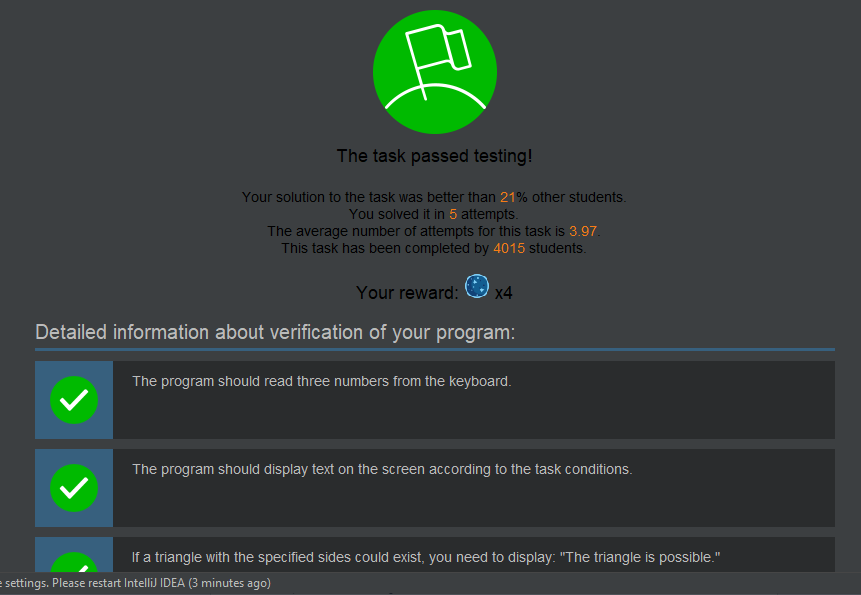 The task passed testing!
Your solution to the task was better than 21% other students.
You solved it in 5 attempts.
The average number of attempts for this task is 3.97.
This task has been completed by 4015 students.
Your reward: x4
Detailed information about verification of your program:
The program should read three numbers from the keyboard.
The program should display text on the screen according to the task conditions.
If a triangle with the specified sides could exist, you need to display: "The triangle is possible."
settings. Please restart IntelliJ IDEA (3 minutes ago)